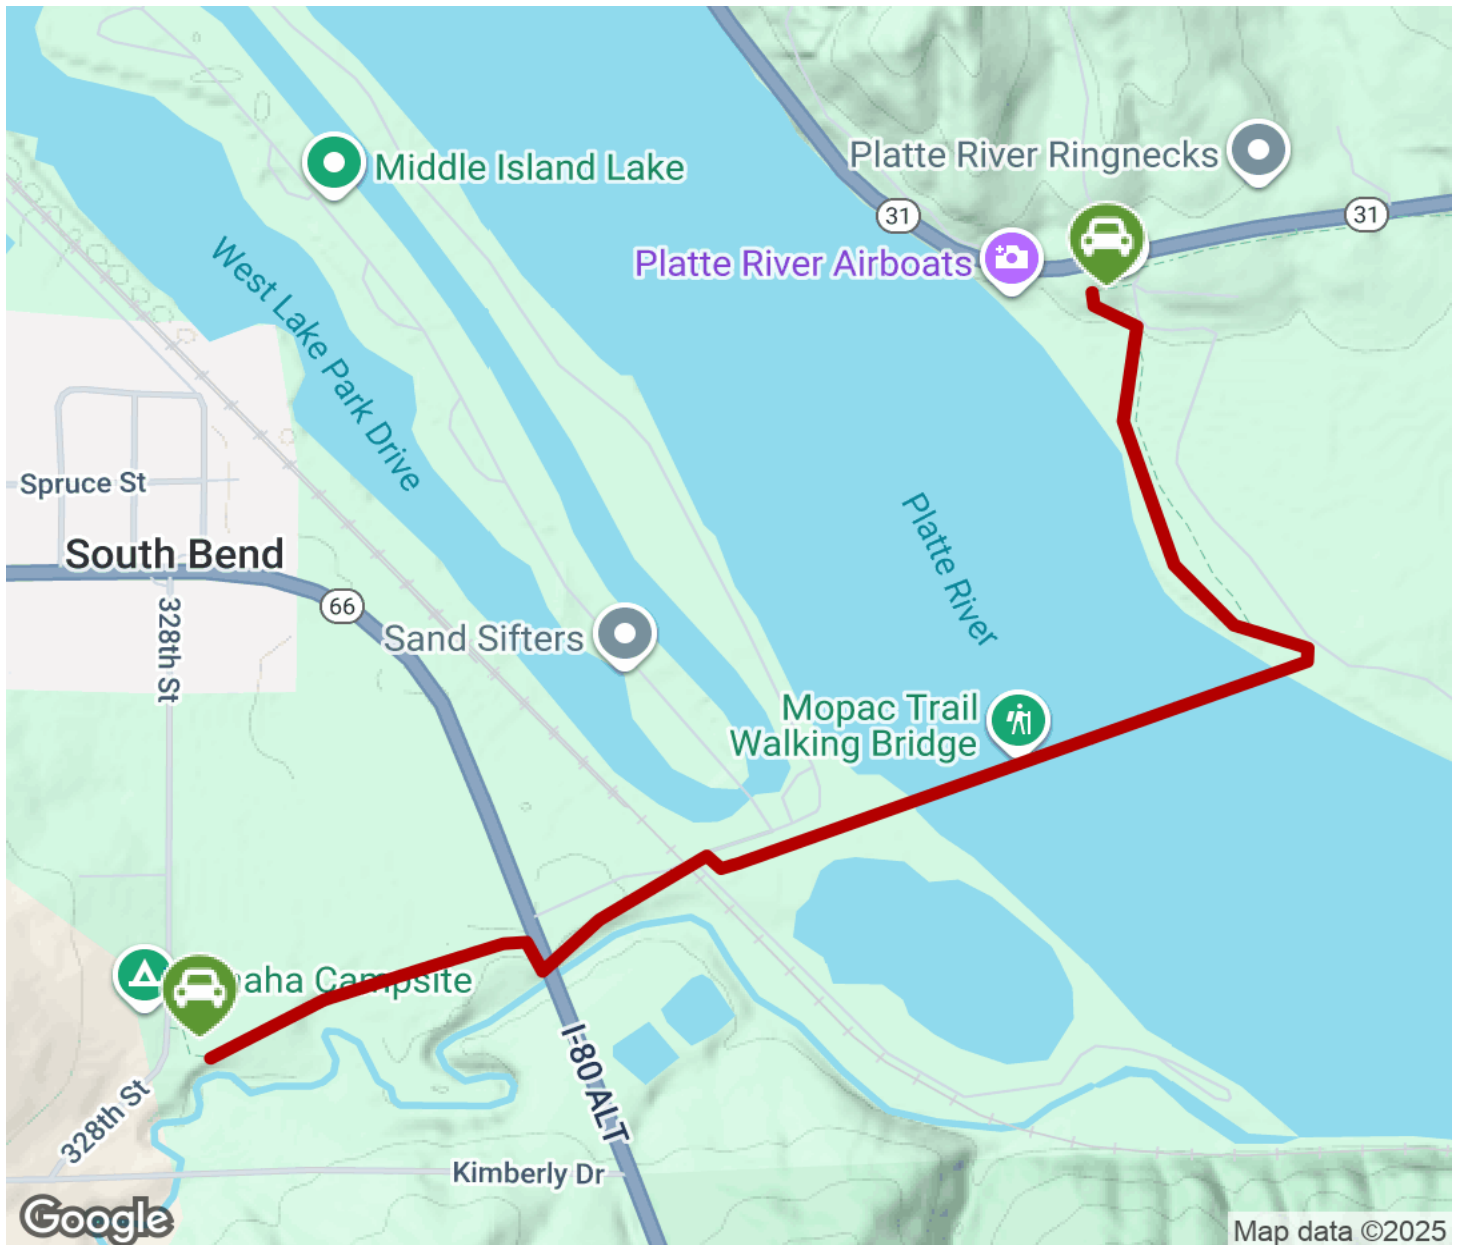 Middle Island Lake
Platte River Ringnecks
31
31
Platte River Airboats
West Lake Park Drive
Spruce St
South Bend
Platte River
328th St
66
Sand Sifters
Mopac Trail
Walking Bridge
aha Campsite
I-80 ALT
328th St
Kimberly Dr
Google
Map data ©2025